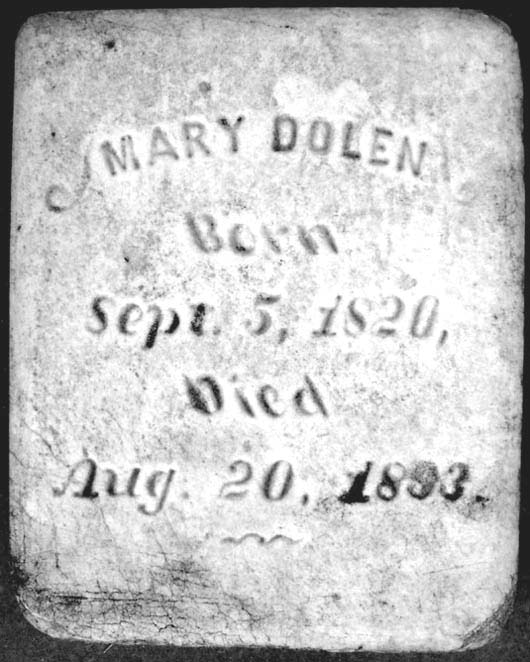 MARY DOLEN
Born
Sept. 5, 1820,
Died
Aug. 20, 1893.